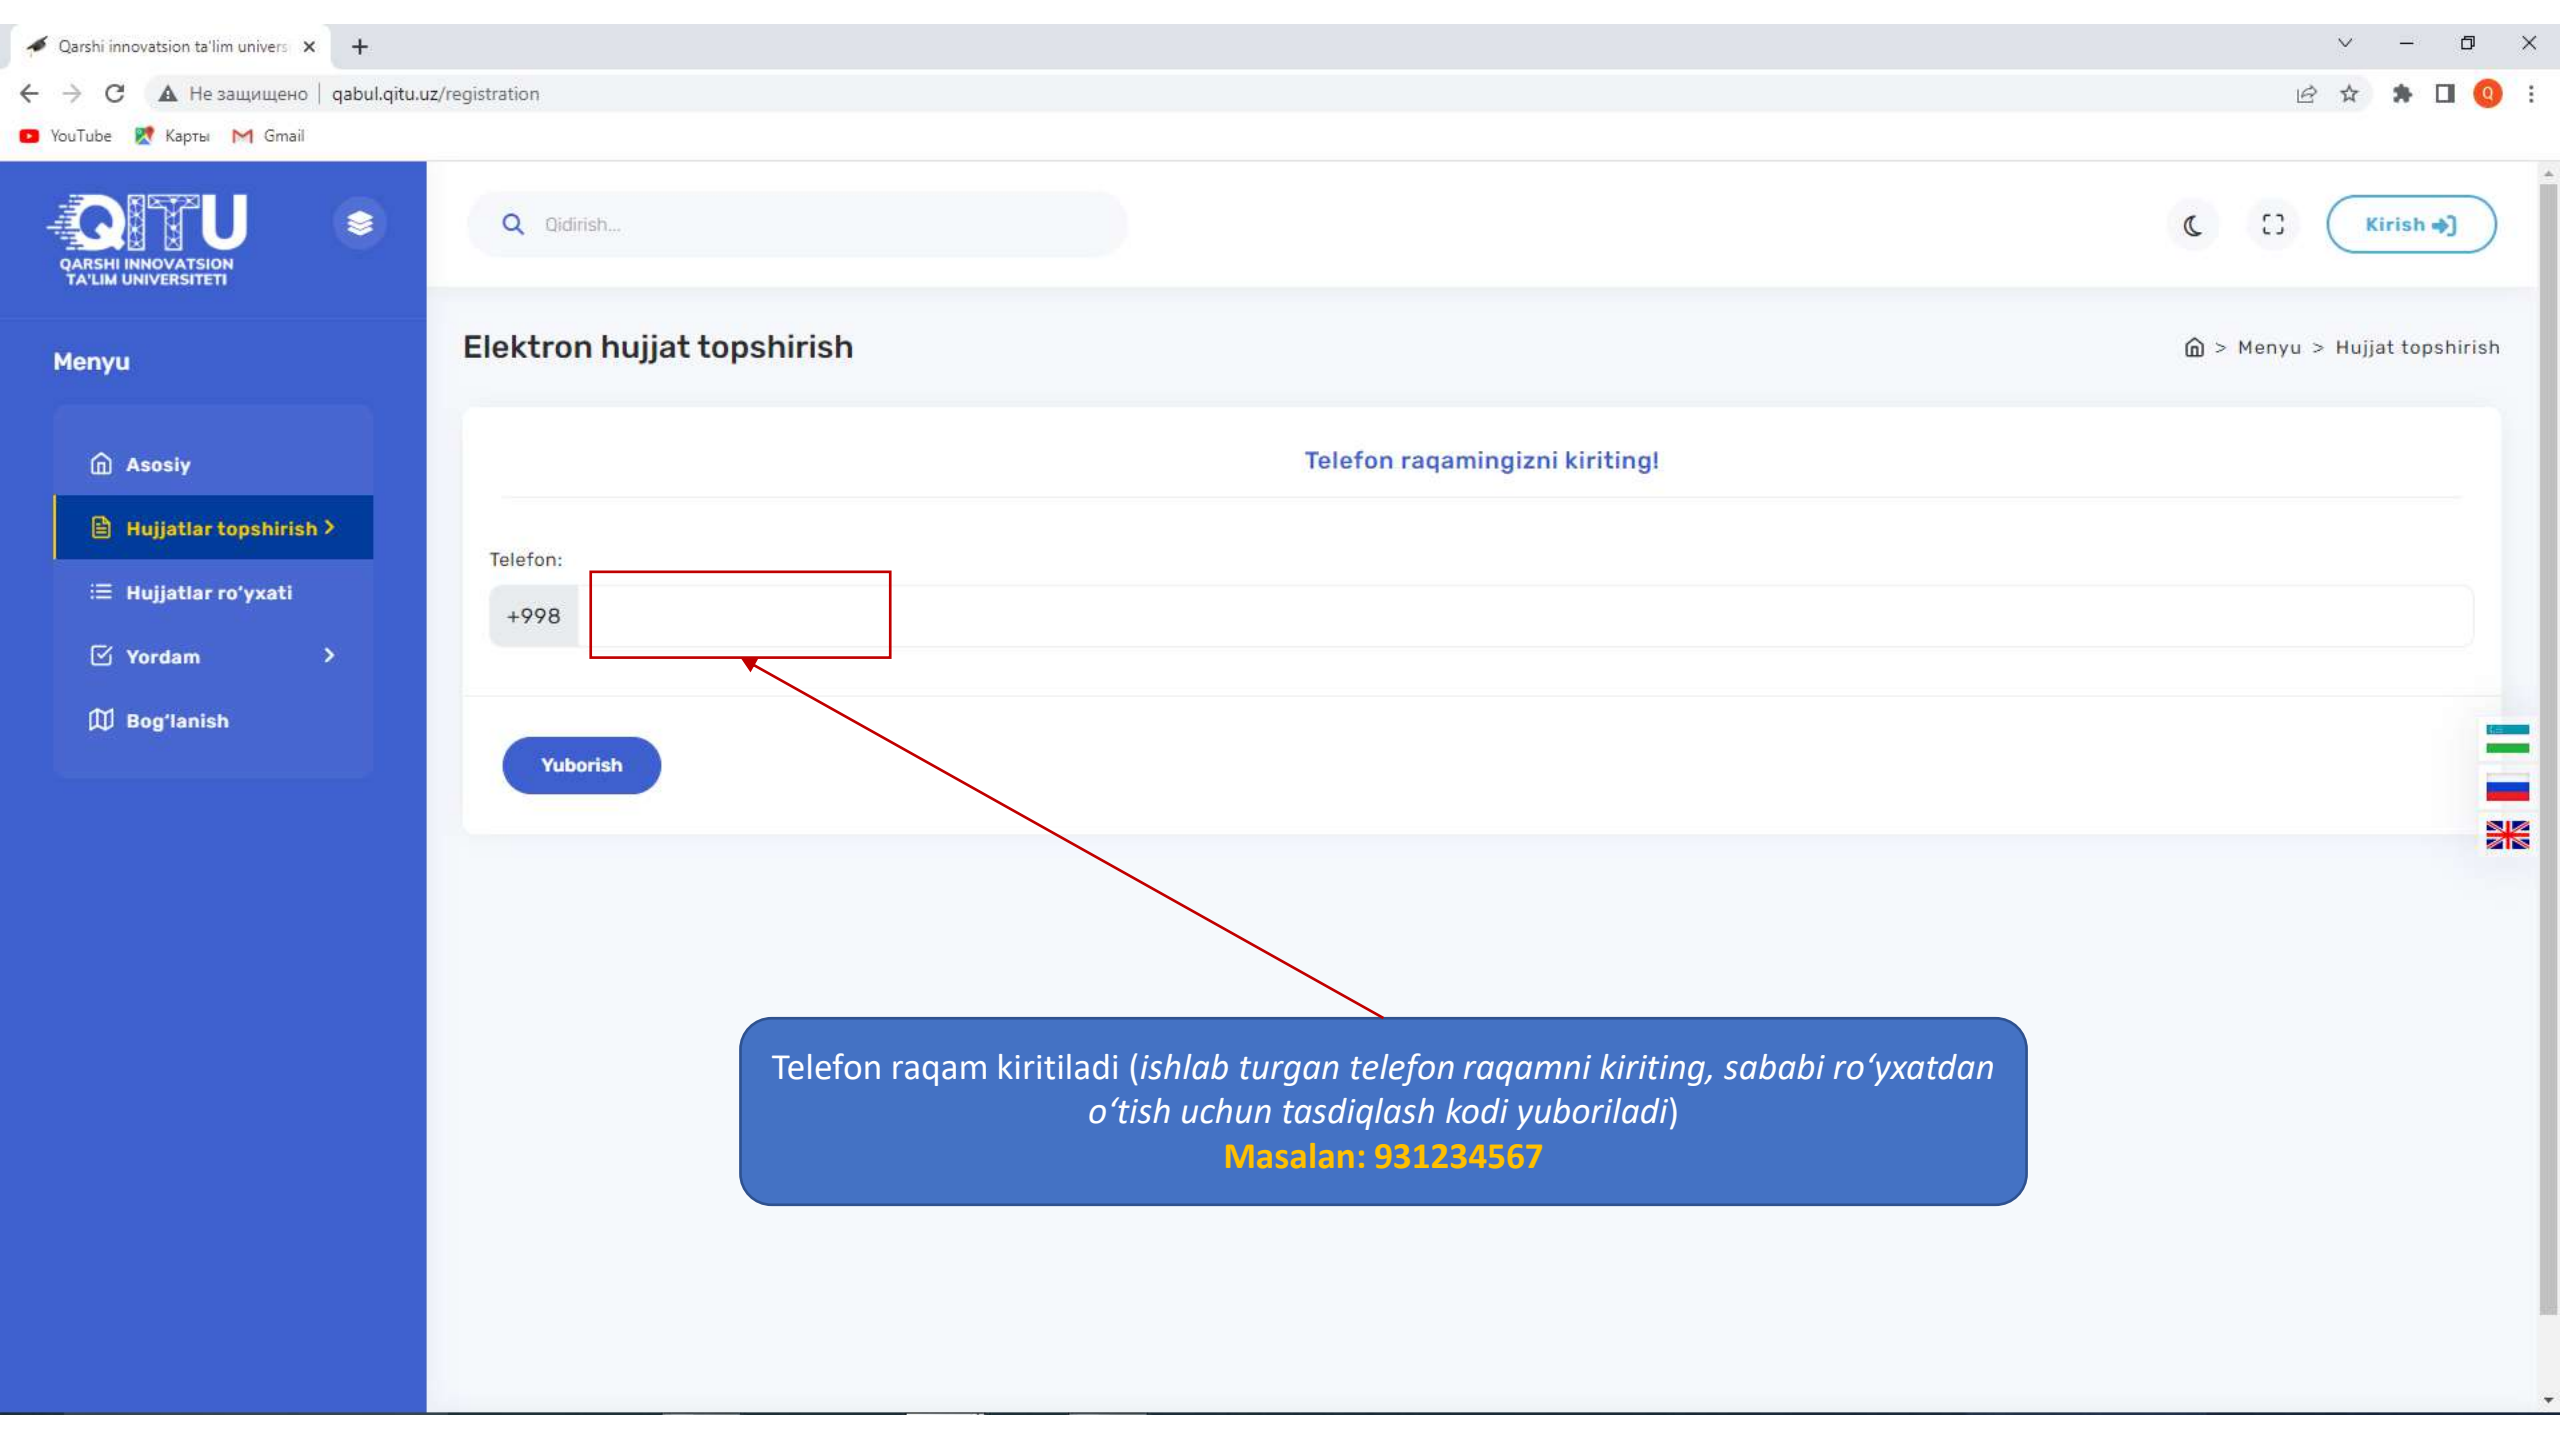 Qarshi innovatsion ta'lim univers
Не защищено | qabul.qitu.uz/registration
YouTube Карты Gmail
Q
QITU
QARSHI INNOVATSION
TA'LIM UNIVERSITETI
Qidirish...
Kirish
Menyu
Elektron hujjat topshirish
> Menyu > Hujjat topshirish
Asosiy
Hujjatlar topshirish
Hujjatlar ro'yxati
Yordam
Bog'lanish
Telefon raqamingizni kiriting!
Telefon:
+998
Yuborish
Telefon raqam kiritiladi (ishlab turgan telefon raqamni kiriting, sababi ro‘yxatdan
o‘tish uchun tasdiqlash kodi yuboriladi)
Masalan: 931234567